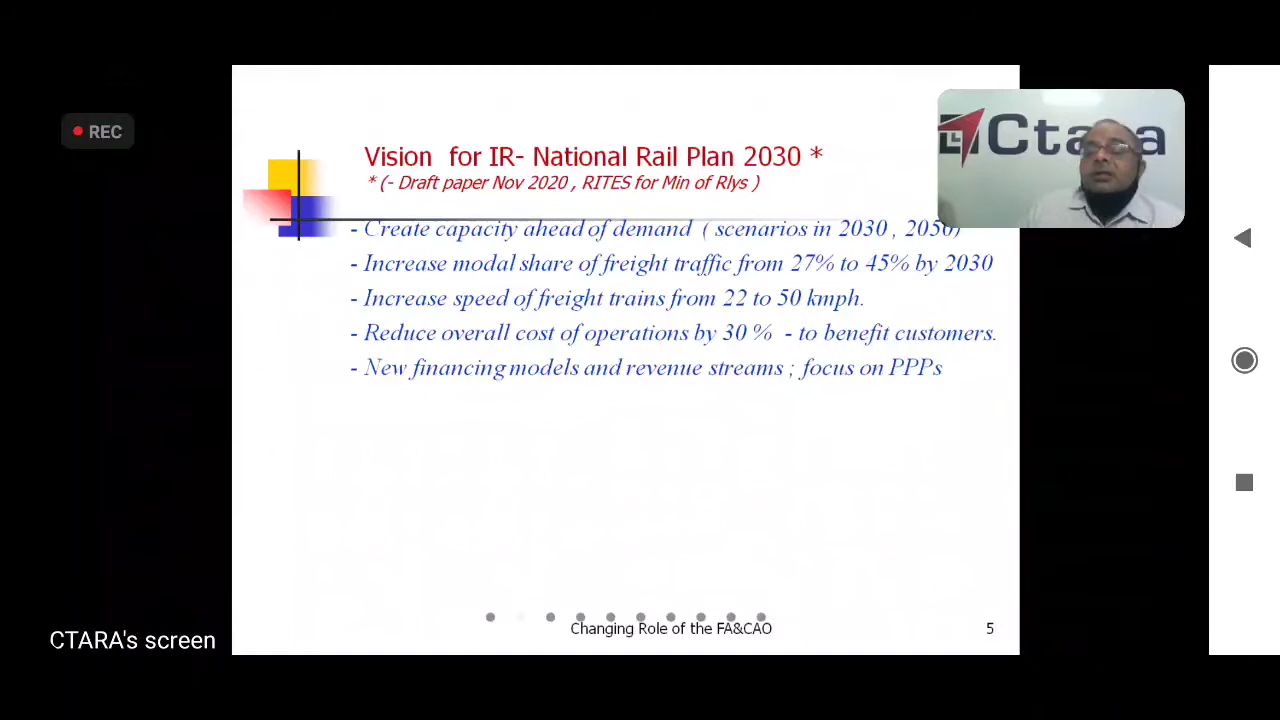 REC
Ctara
Vision for IR- National Rail Plan 2030 *
* (- Draft paper Nov 2020 , RITES for Min of Rlys )
- Create capacity ahead of demand ( scenarios in 2030 , 2050)
- Increase modal share of freight traffic from 27% to 45% by 2030
- Increase speed of freight trains from 22 to 50 kmph.
- Reduce overall cost of operations by 30 % - to benefit customers.
- New financing models and revenue streams ; focus on PPPs
Changing Role of the FA&CAO
5
CTARA's screen